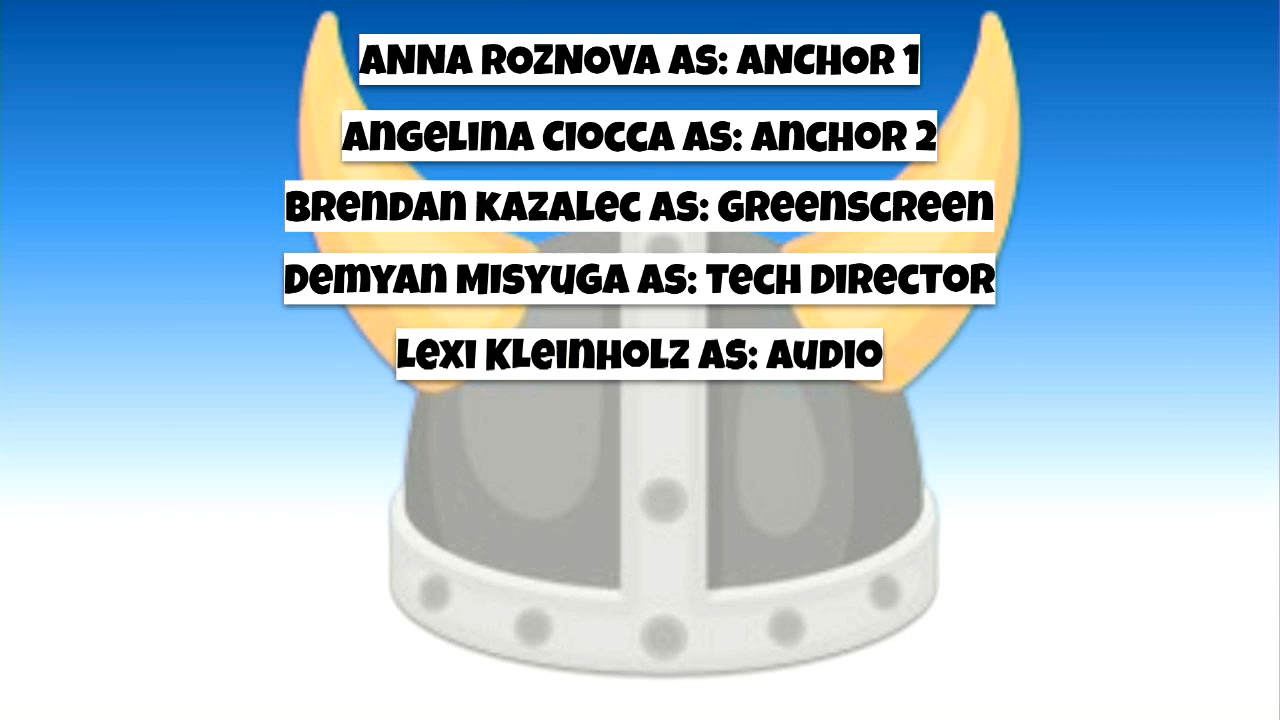 ANNA ROZNOVA AS: ANCHOR 1
Angelina Ciocca as: Anchor 2
Brendan Kazalec as: Greenscreen
Demyan Misyuga as: Tech Director
Lexi Kleinholz as: Audio